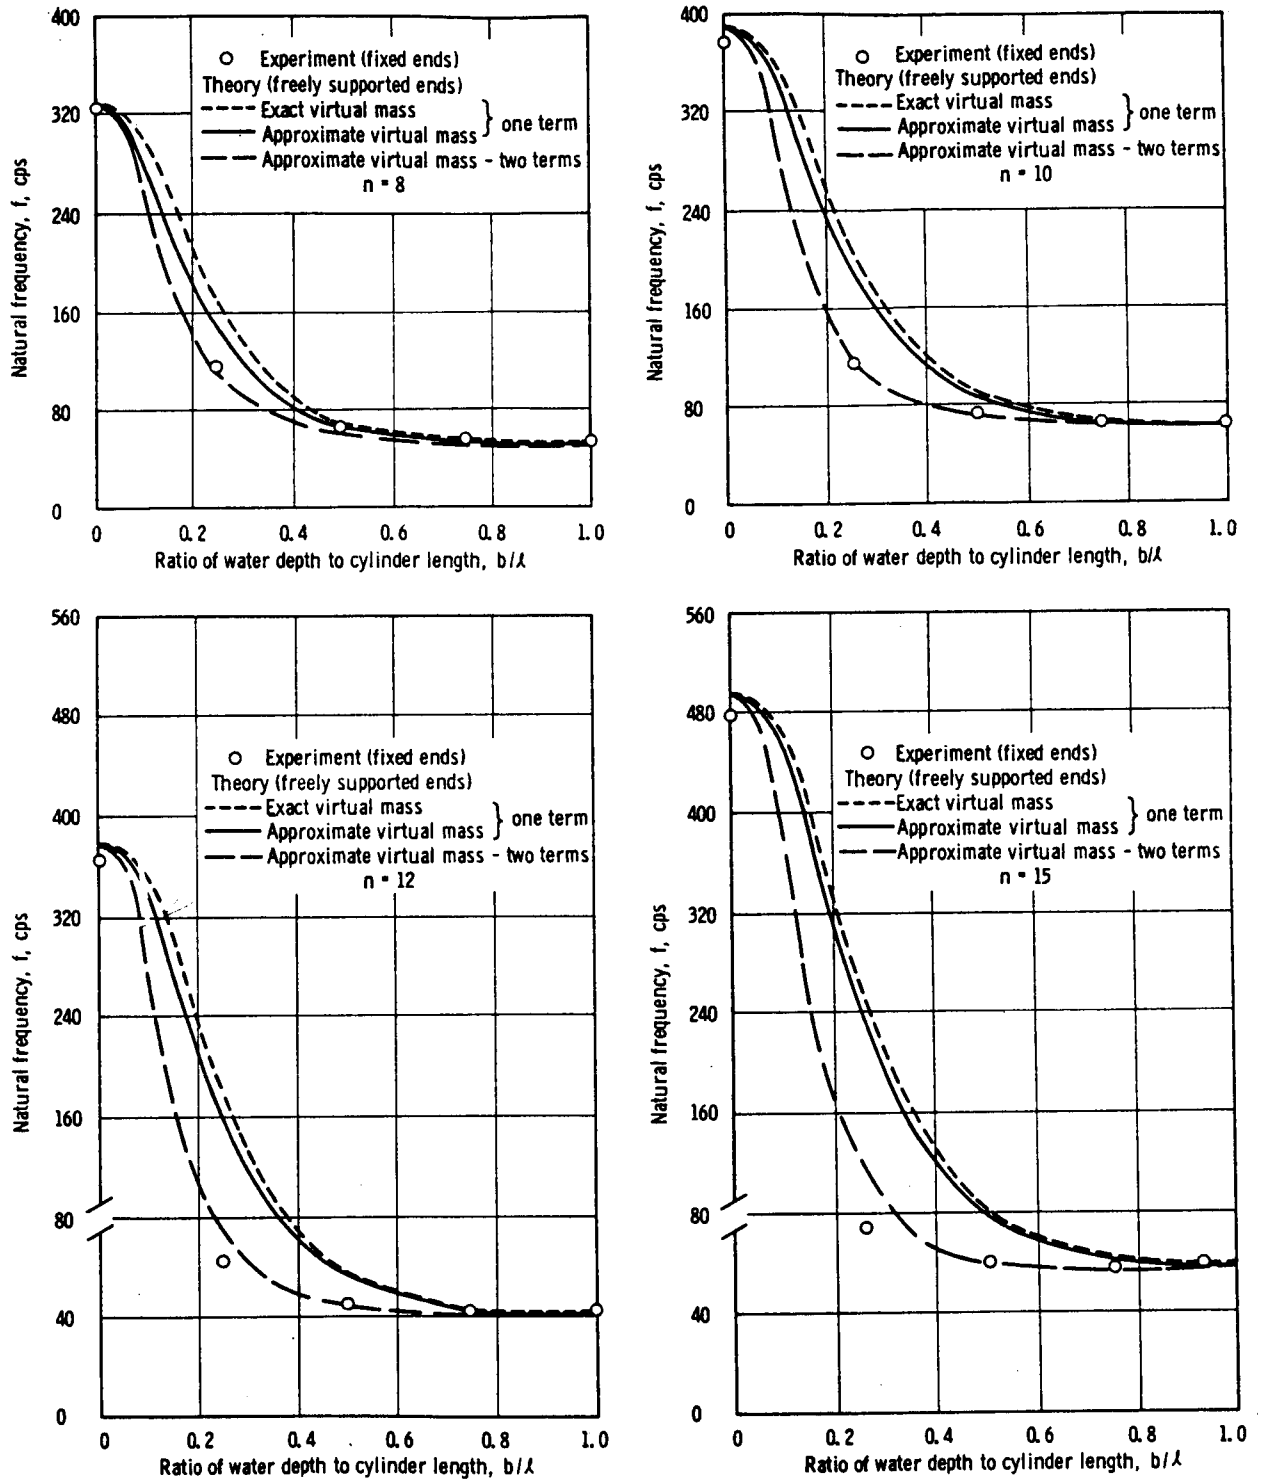 400
320
240
160
80
0
Natural frequency, f, cps
Experiment (fixed ends)
Theory (freely supported ends)
Exact virtual mass
Approximate virtual mass
one term
Approximate virtual mass - two terms
n = 8
0 0.2 0.4 0.6 0.8 1.0
Ratio of water depth to cylinder length, b/ℓ
400
320
240
160
80
0
Natural frequency, f, cps
Experiment (fixed ends)
Theory (freely supported ends)
Exact virtual mass
Approximate virtual mass
one term
Approximate virtual mass - two terms
n = 10
0 0.2 0.4 0.6 0.8 1.0
Ratio of water depth to cylinder length, b/ℓ
560
480
400
320
240
160
80
40
0
Natural frequency, f, cps
Experiment (fixed ends)
Theory (freely supported ends)
Exact virtual mass
Approximate virtual mass
one term
Approximate virtual mass - two terms
n = 12
0 0.2 0.4 0.6 0.8 1.0
Ratio of water depth to cylinder length, b/ℓ
560
480
400
320
240
160
80
40
0
Natural frequency, f, cps
Experiment (fixed ends)
Theory (freely supported ends)
Exact virtual mass
Approximate virtual mass
one term
Approximate virtual mass - two terms
n = 15
0 0.2 0.4 0.6 0.8 1.0
Ratio of water depth to cylinder length, b/ℓ